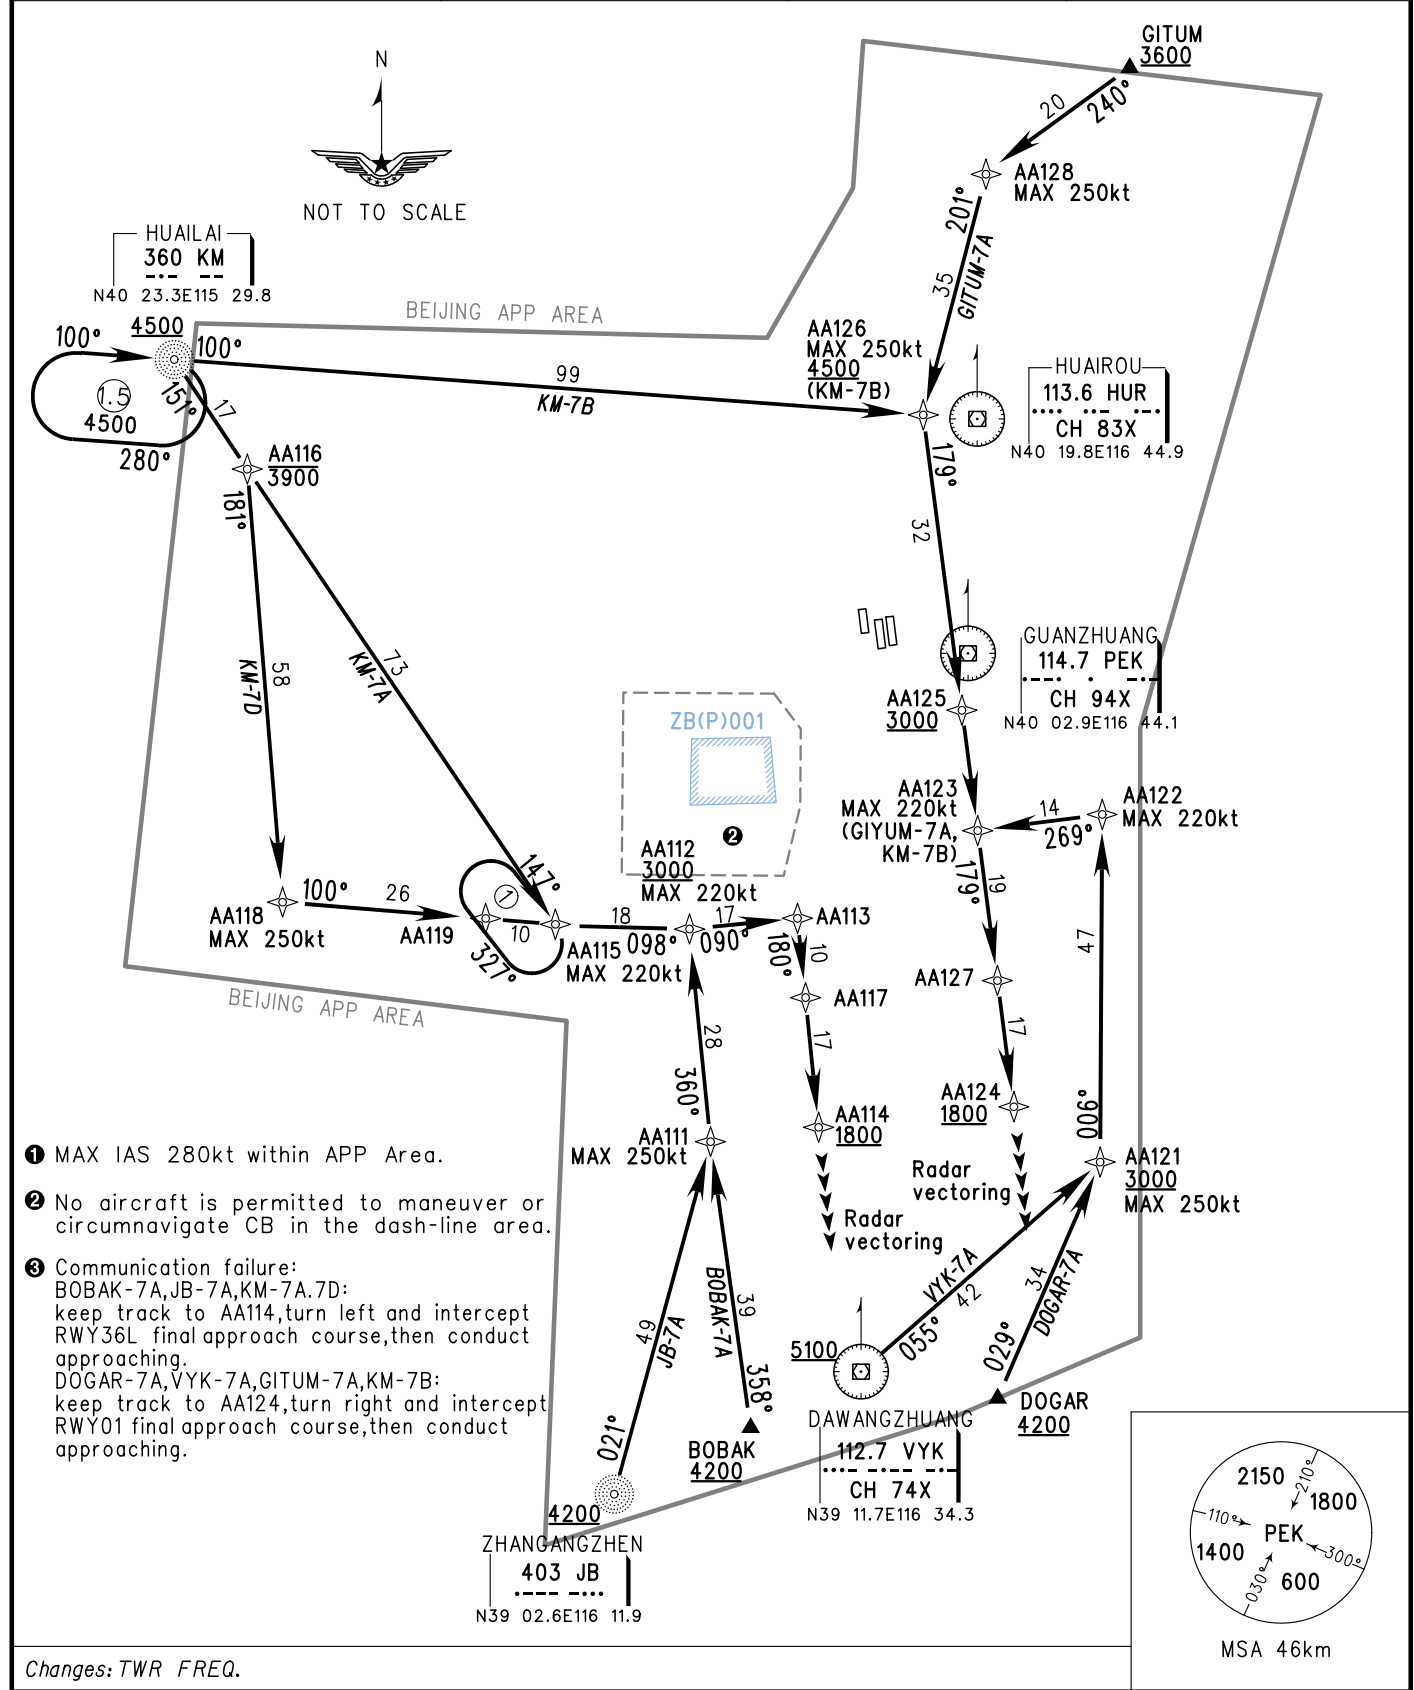 GITUM
3600
240°
20
N
NOT TO SCALE
AA128
MAX 250kt
201°
35
GITUM-7A
HUAILAI
360 KM
N40 23.3E115 29.8
BEIJING APP AREA
4500
100°
100°
1.5
4500
280°
151°
17
99
KM-7B
AA126
MAX 250kt
4500
(KM-7B)
HUAIROU
113.6 HUR
CH 83X
N40 19.8E116 44.9
179°
32
AA116
3900
181°
58
KM-7D
73
KM-7A
GUANZHUANG
114.7 PEK
CH 94X
N40 02.9E116 44.1
AA125
3000
ZB(P)001
2
AA123
MAX 220kt
(GIYUM-7A,
KM-7B)
14
269°
AA122
MAX 220kt
179°
19
AA112
3000
MAX 220kt
147°
1
100°
26
AA118
MAX 250kt
AA119
10
327°
AA115
MAX 220kt
18
098°
17
090°
AA113
180°
10
AA117
17
AA127
17
47
BEIJING APP AREA
28
360°
AA114
1800
AA124
1800
006°
AA111
MAX 250kt
AA121
3000
MAX 250kt
Radar
vectoring
Radar
vectoring
1 MAX IAS 280kt within APP Area.
2 No aircraft is permitted to maneuver or
circumnavigate CB in the dash-line area.
3 Communication failure:
BOBAK-7A,JB-7A,KM-7A.7D:
keep track to AA114,turn left and intercept
RWY36L final approach course,then conduct
approaching.
DOGAR-7A,VYK-7A,GITUM-7A,KM-7B:
keep track to AA124,turn right and intercept
RWY01 final approach course,then conduct
approaching.
49
JB-7A
021°
39
BOBAK-7A
358°
VYK-7A
42
055°
34
DOGAR-7A
029°
5100
DAWANGZHUANG
112.7 VYK
CH 74X
N39 11.7E116 34.3
DOGAR
4200
BOBAK
4200
4200
ZHANGANGZHEN
403 JB
N39 02.6E116 11.9
2150
210°
1800
110°
PEK
1400
300°
030°
600
MSA 46km
Changes: TWR FREQ.